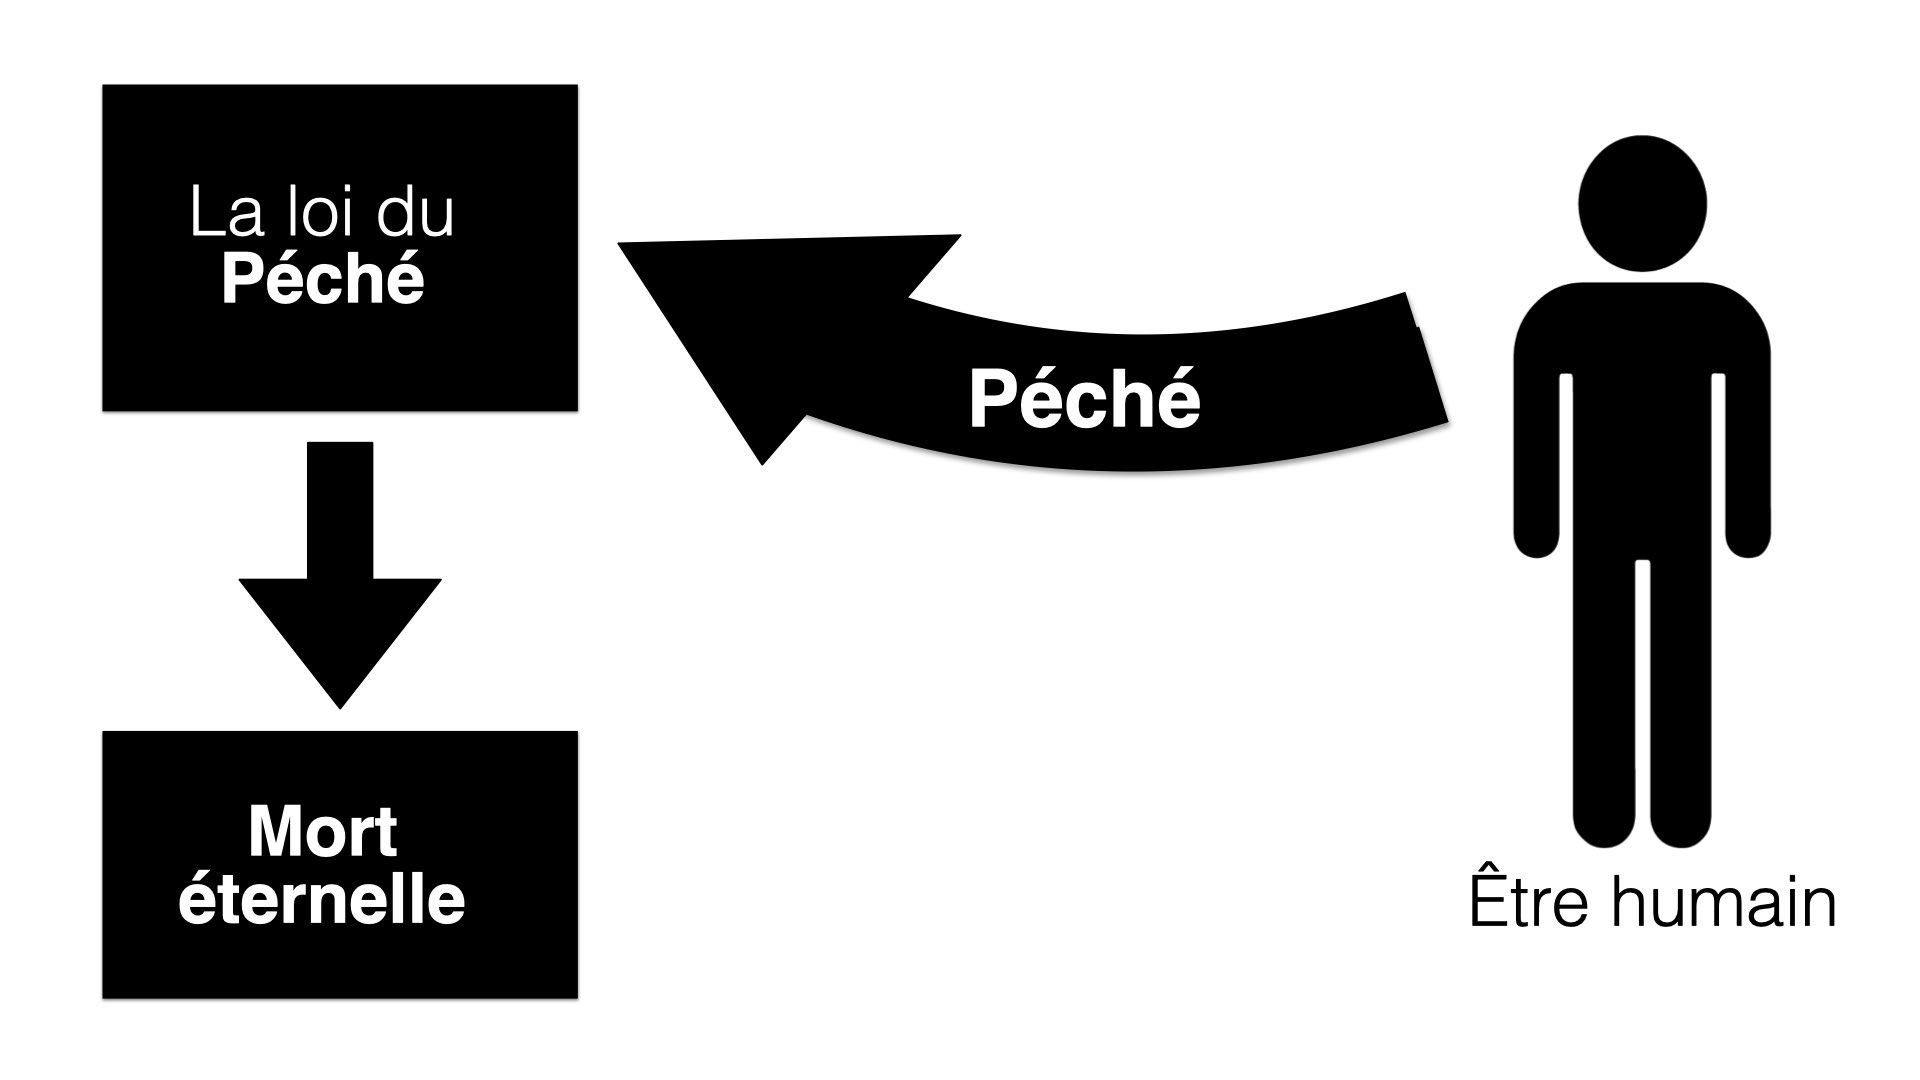 La loi du
Péché
Péché
Mort
éternelle
Être humain